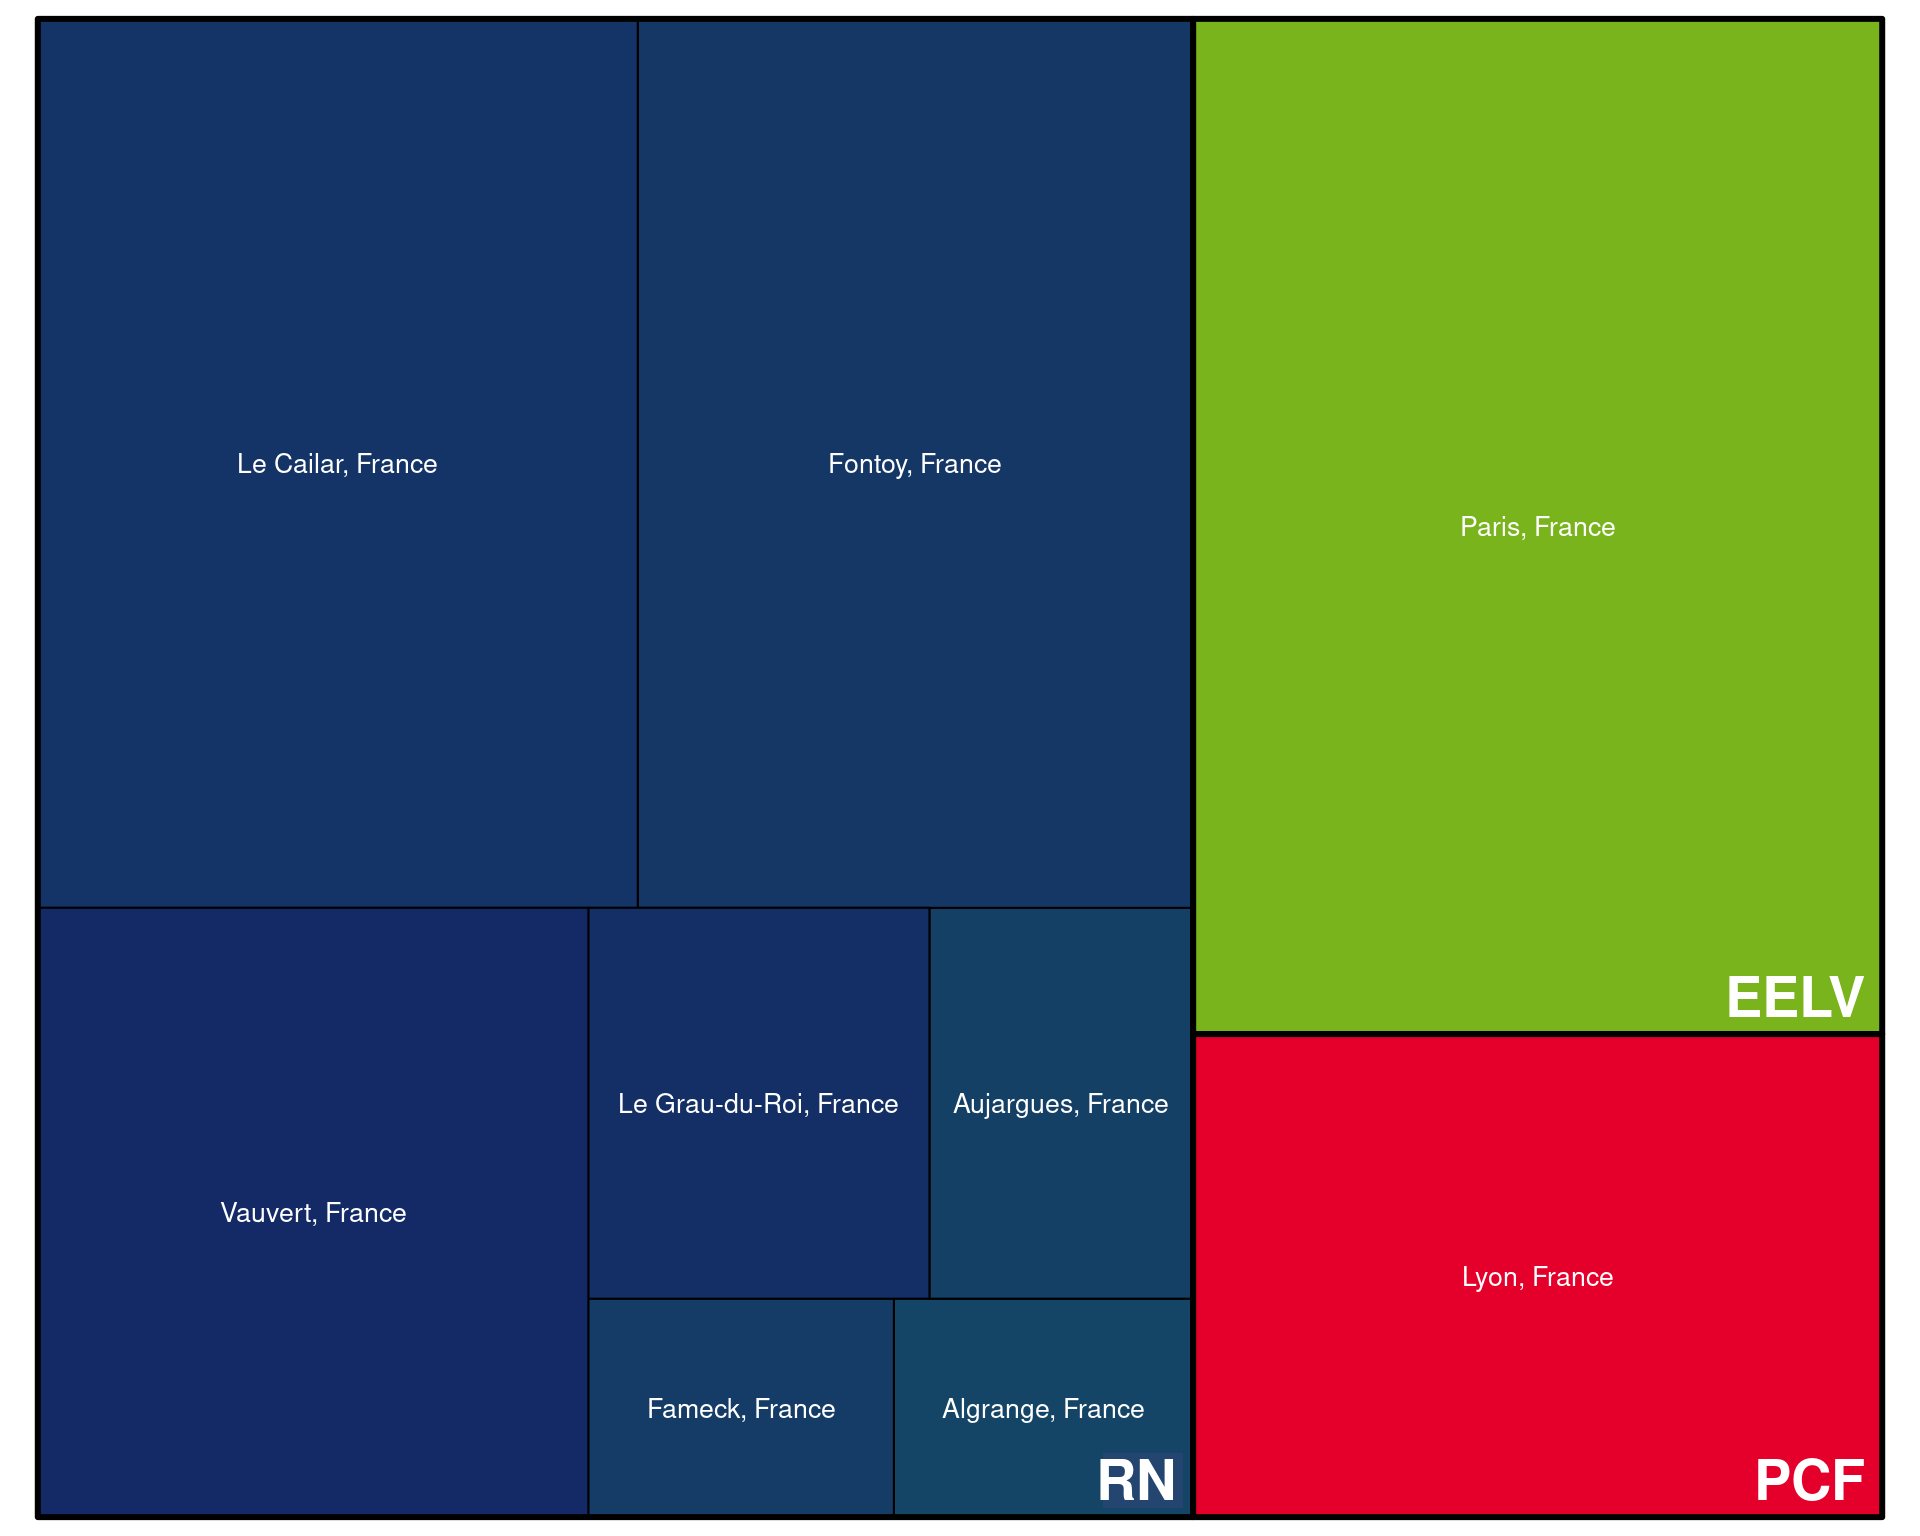 Le Cailar, France
Fontoy, France
Paris, France
EELV
Vauvert, France
Le Grau-du-Roi, France
Aujargues, France
Fameck, France
Algrange, France
RN
Lyon, France
PCF